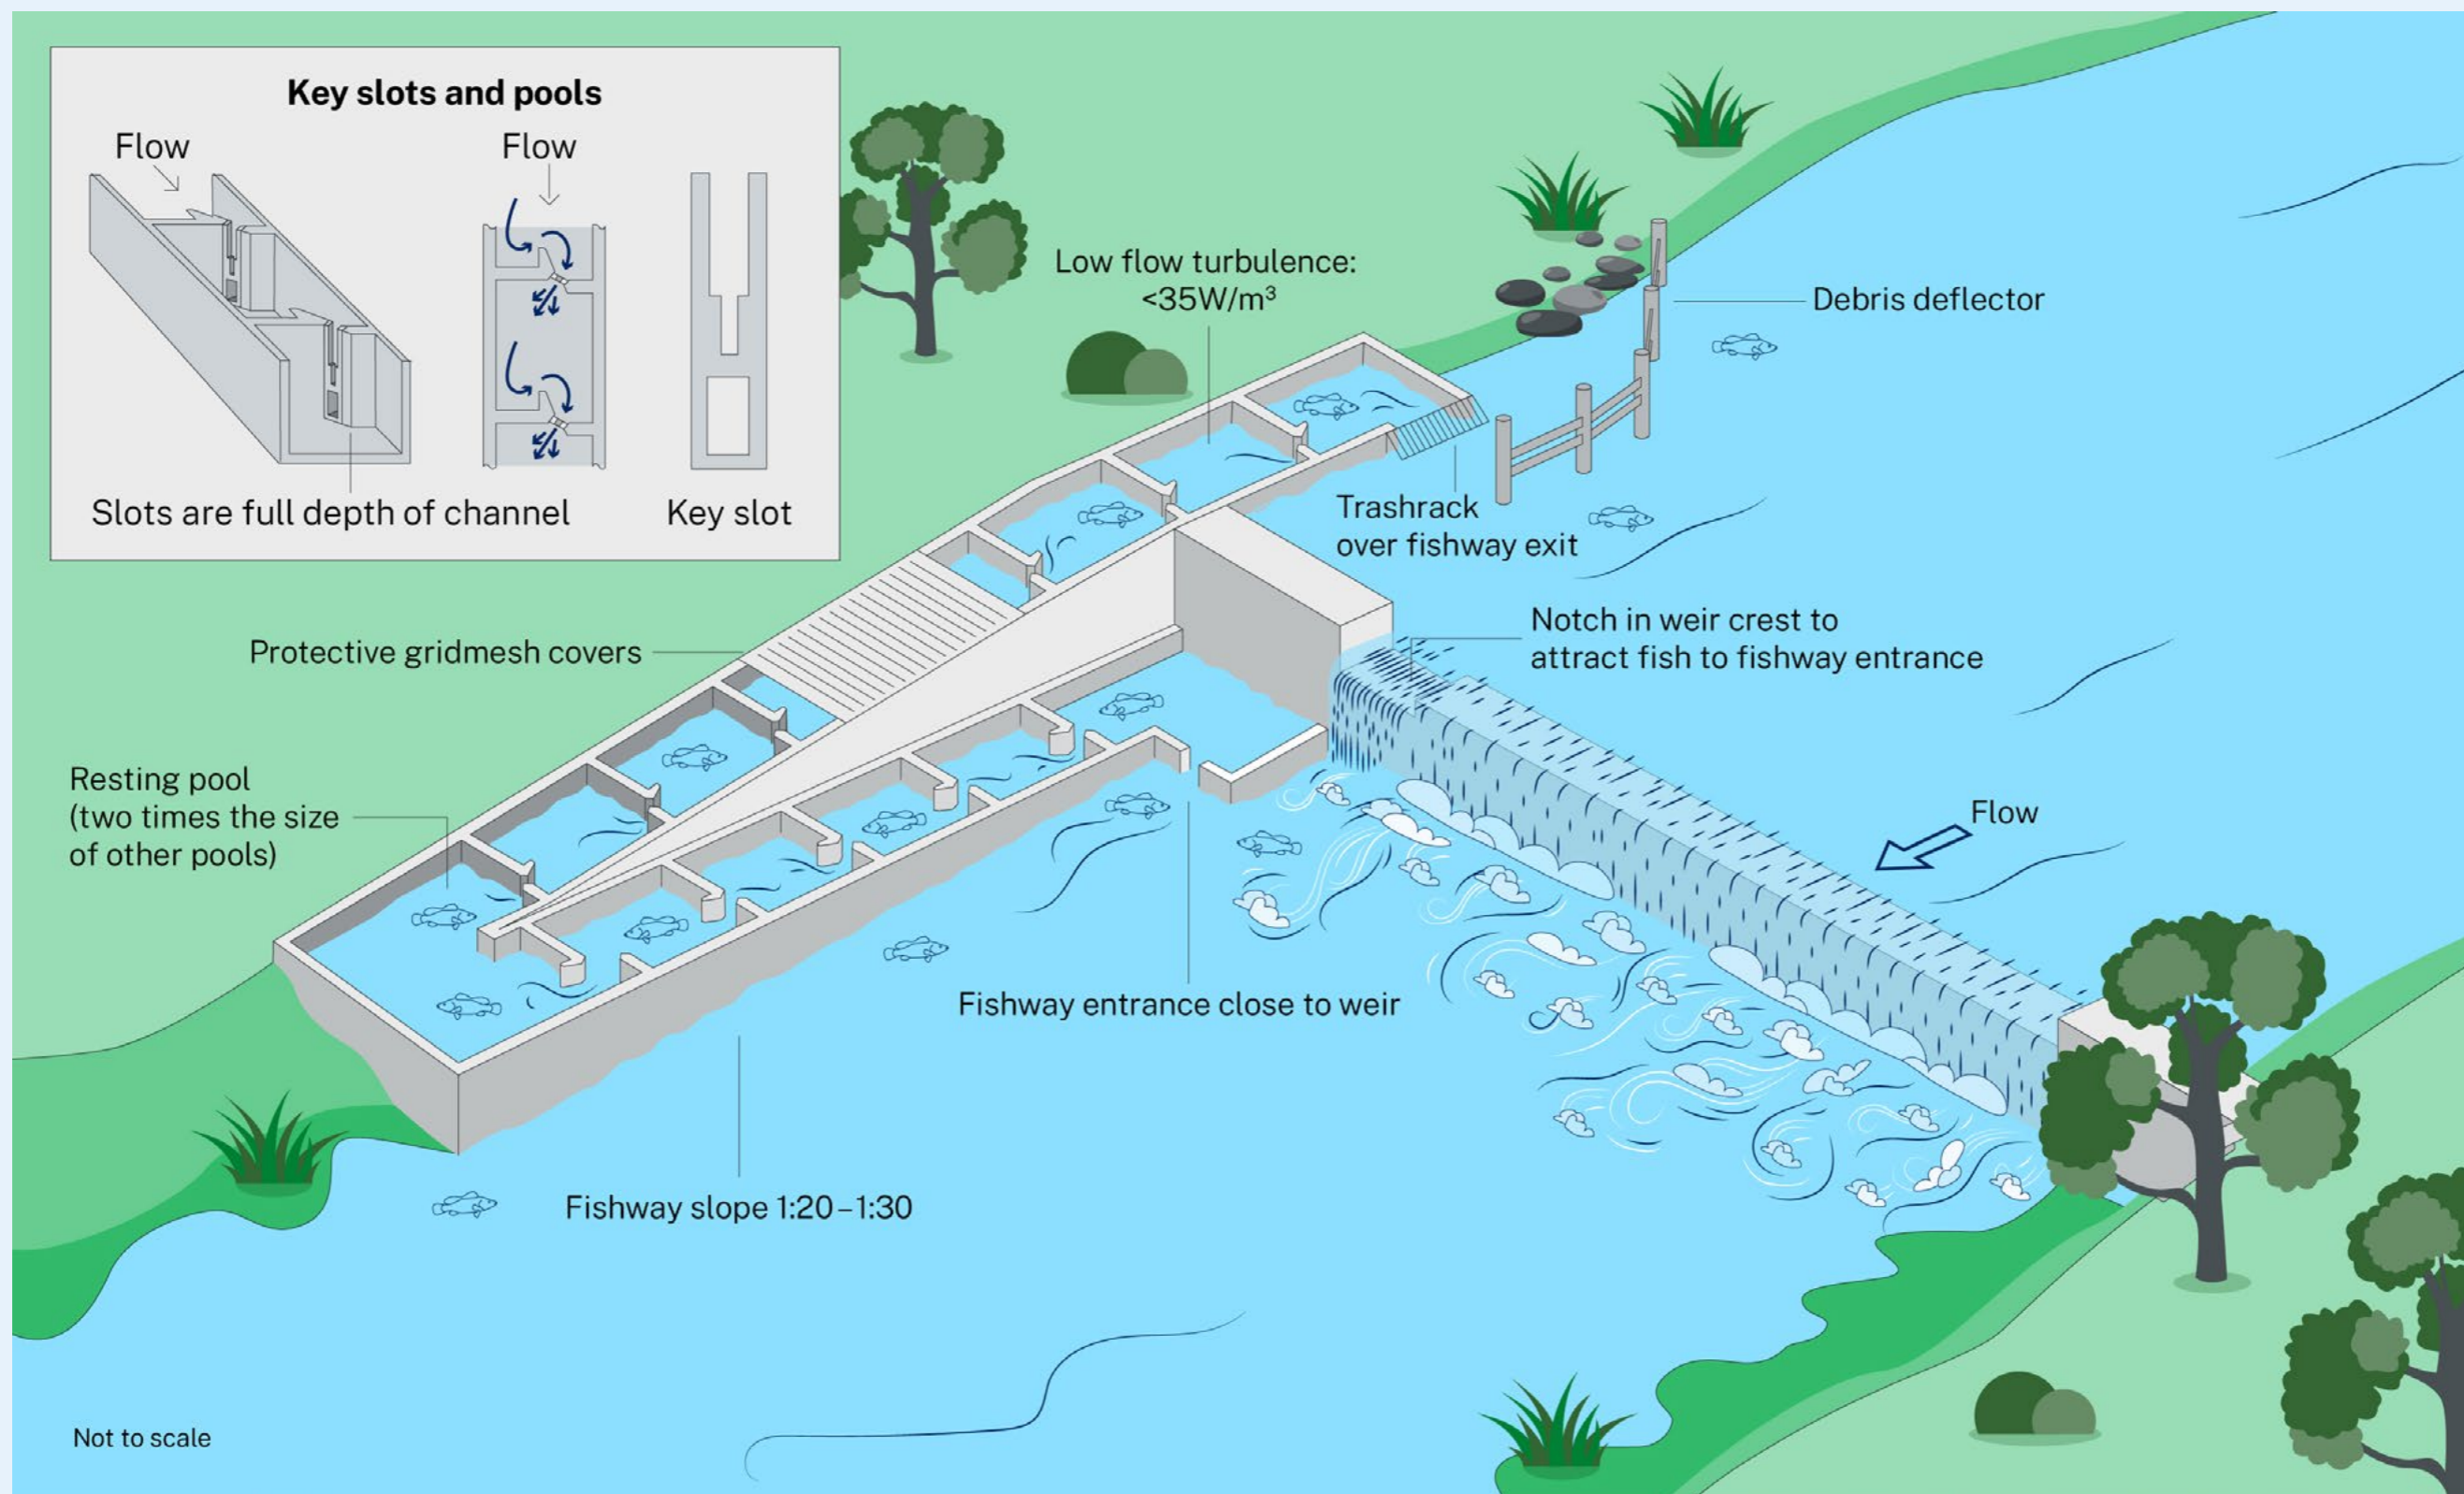 Key slots and pools
Flow
Flow
Slots are full depth of channel
Key slot
Low flow turbulence:
<35W/m³
Debris deflector
Trashrack
over fishway exit
Protective gridmesh covers
Notch in weir crest to
attract fish to fishway entrance
Resting pool
(two times the size
of other pools)
Flow
Fishway entrance close to weir
Fishway slope 1:20–1:30
Not to scale